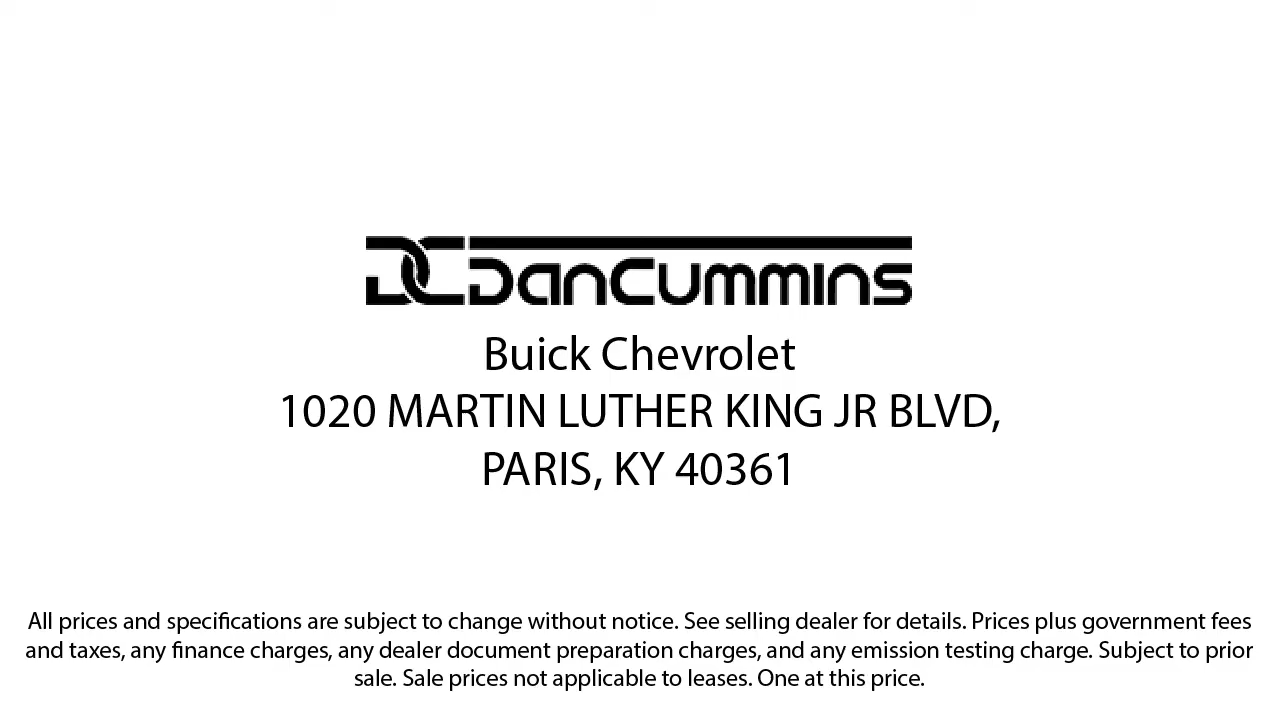 DC DanCummins
Buick Chevrolet
1020 MARTIN LUTHER KING JR BLVD,
PARIS, KY 40361
All prices and specifications are subject to change without notice. See selling dealer for details. Prices plus government fees
and taxes, any finance charges, any dealer document preparation charges, and any emission testing charge. Subject to prior
sale. Sale prices not applicable to leases. One at this price.